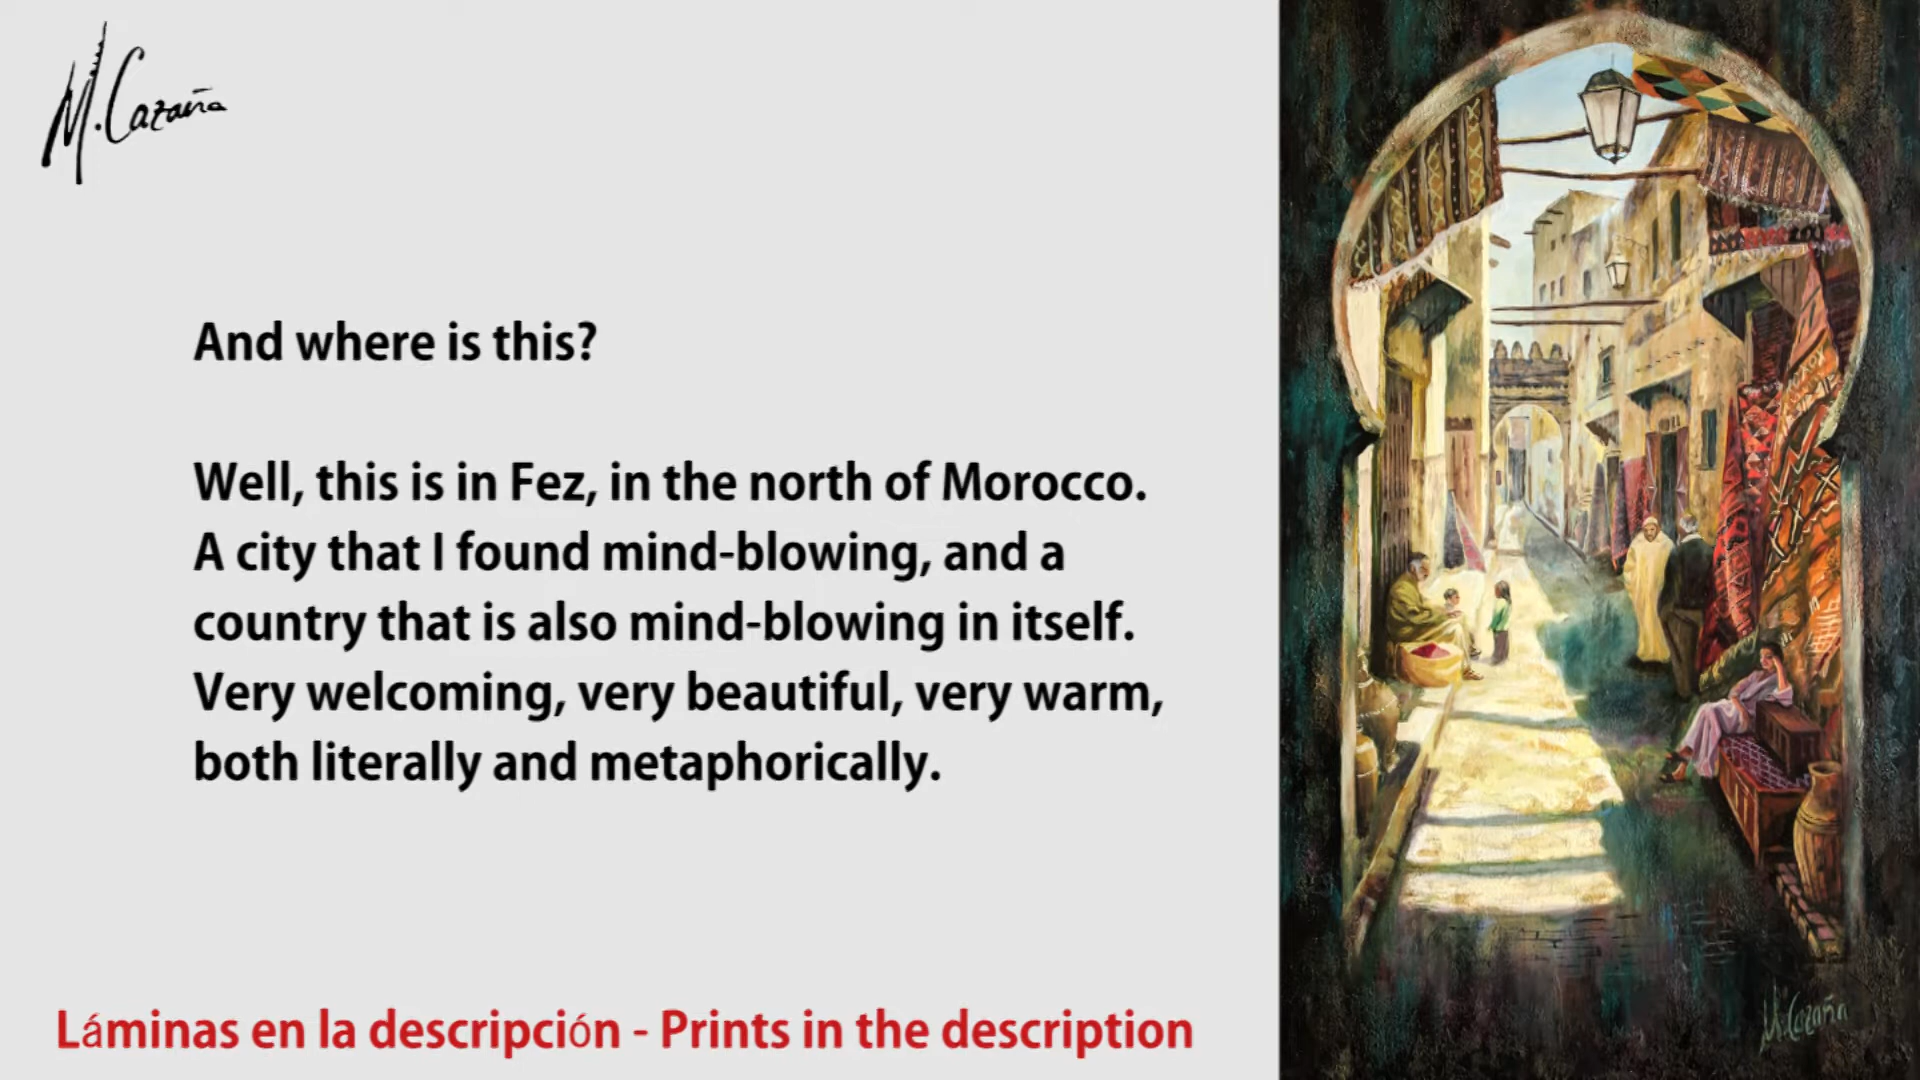 M. Cazaña
And where is this?
Well, this is in Fez, in the north of Morocco.
A city that I found mind-blowing, and a
country that is also mind-blowing in itself.
Very welcoming, very beautiful, very warm,
both literally and metaphorically.
Láminas en la descripción - Prints in the description
M. Cazaña